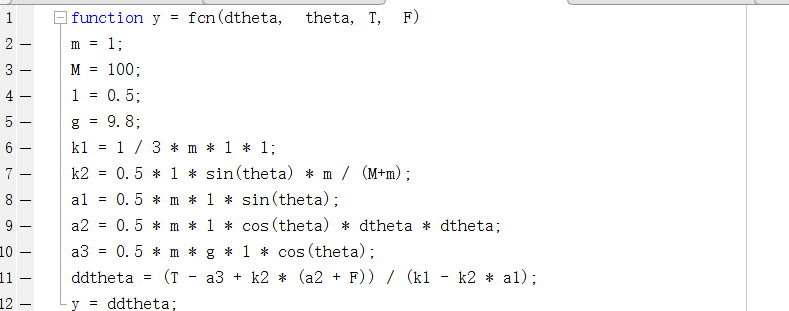 1 function y = fcn(dtheta, theta, T, F)
2 — m = 1;
3 — M = 100;
4 — l = 0.5;
5 — g = 9.8;
6 — k1 = 1 / 3 * m * l * l;
7 — k2 = 0.5 * l * sin(theta) * m / (M+m);
8 — a1 = 0.5 * m * l * sin(theta);
9 — a2 = 0.5 * m * l * cos(theta) * dtheta * dtheta;
10 — a3 = 0.5 * m * g * l * cos(theta);
11 — ddtheta = (T - a3 + k2 * (a2 + F)) / (k1 - k2 * a1);
12 — y = ddtheta;